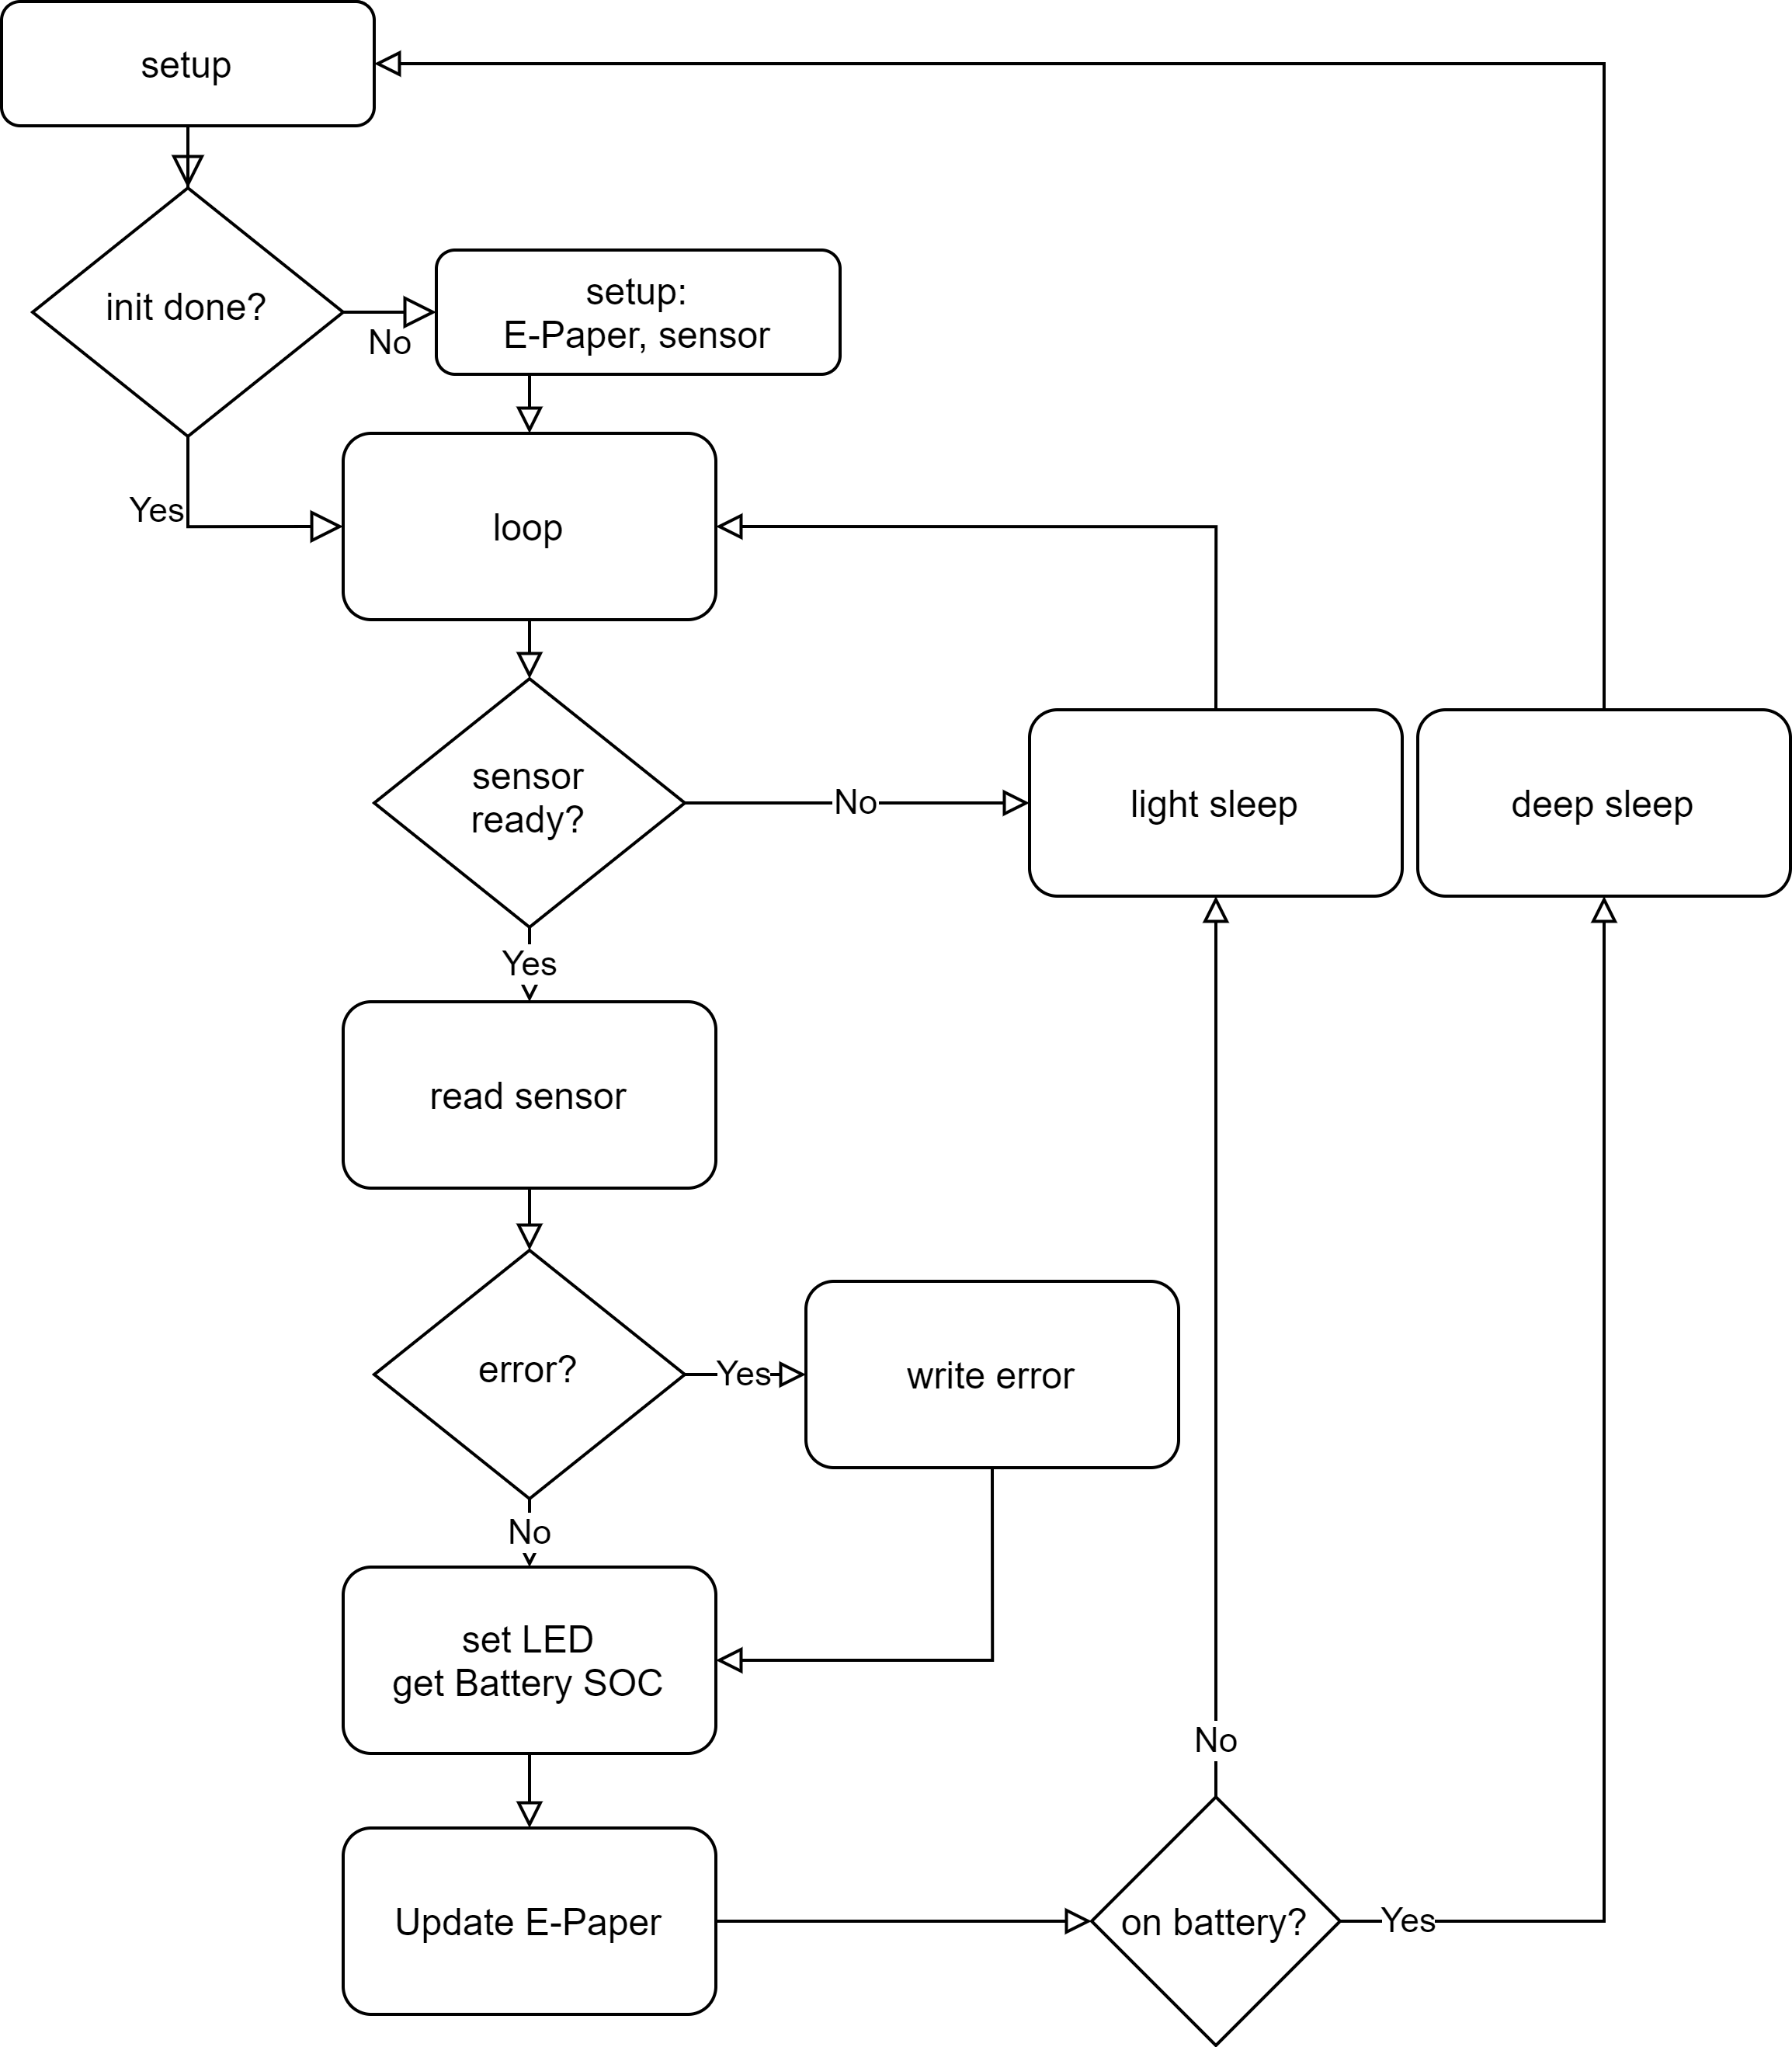 setup
init done?
No
setup:
E-Paper, sensor
Yes
loop
sensor
ready?
No
light sleep
deep sleep
Yes
read sensor
error?
Yes
write error
No
set LED
get Battery SOC
No
Update E-Paper
on battery?
Yes